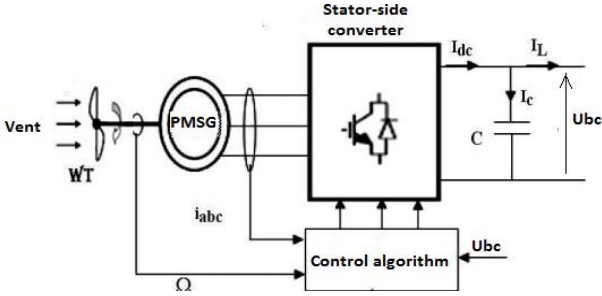 Stator-side
converter
Idc
IL
PMSG
Ic
Ubc
Vent
C
WT
iabc
Ubc
Control algorithm
Ω